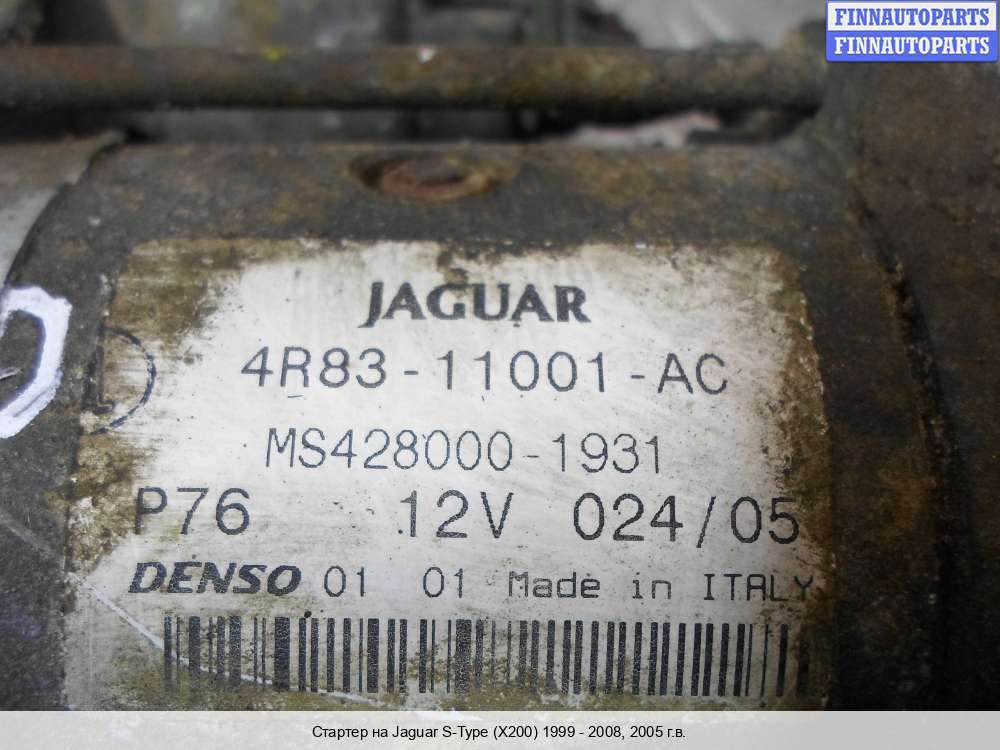 FINNAUTOPARTS
FINNAUTOPARTS
JAGUAR
4R83-11001-AC
D
MS428000-1931
P76 12V 024/05
DENSO 01 01 Made in ITALY
Стартер на Jaguar S-Type (X200) 1999 - 2008, 2005 г.в.